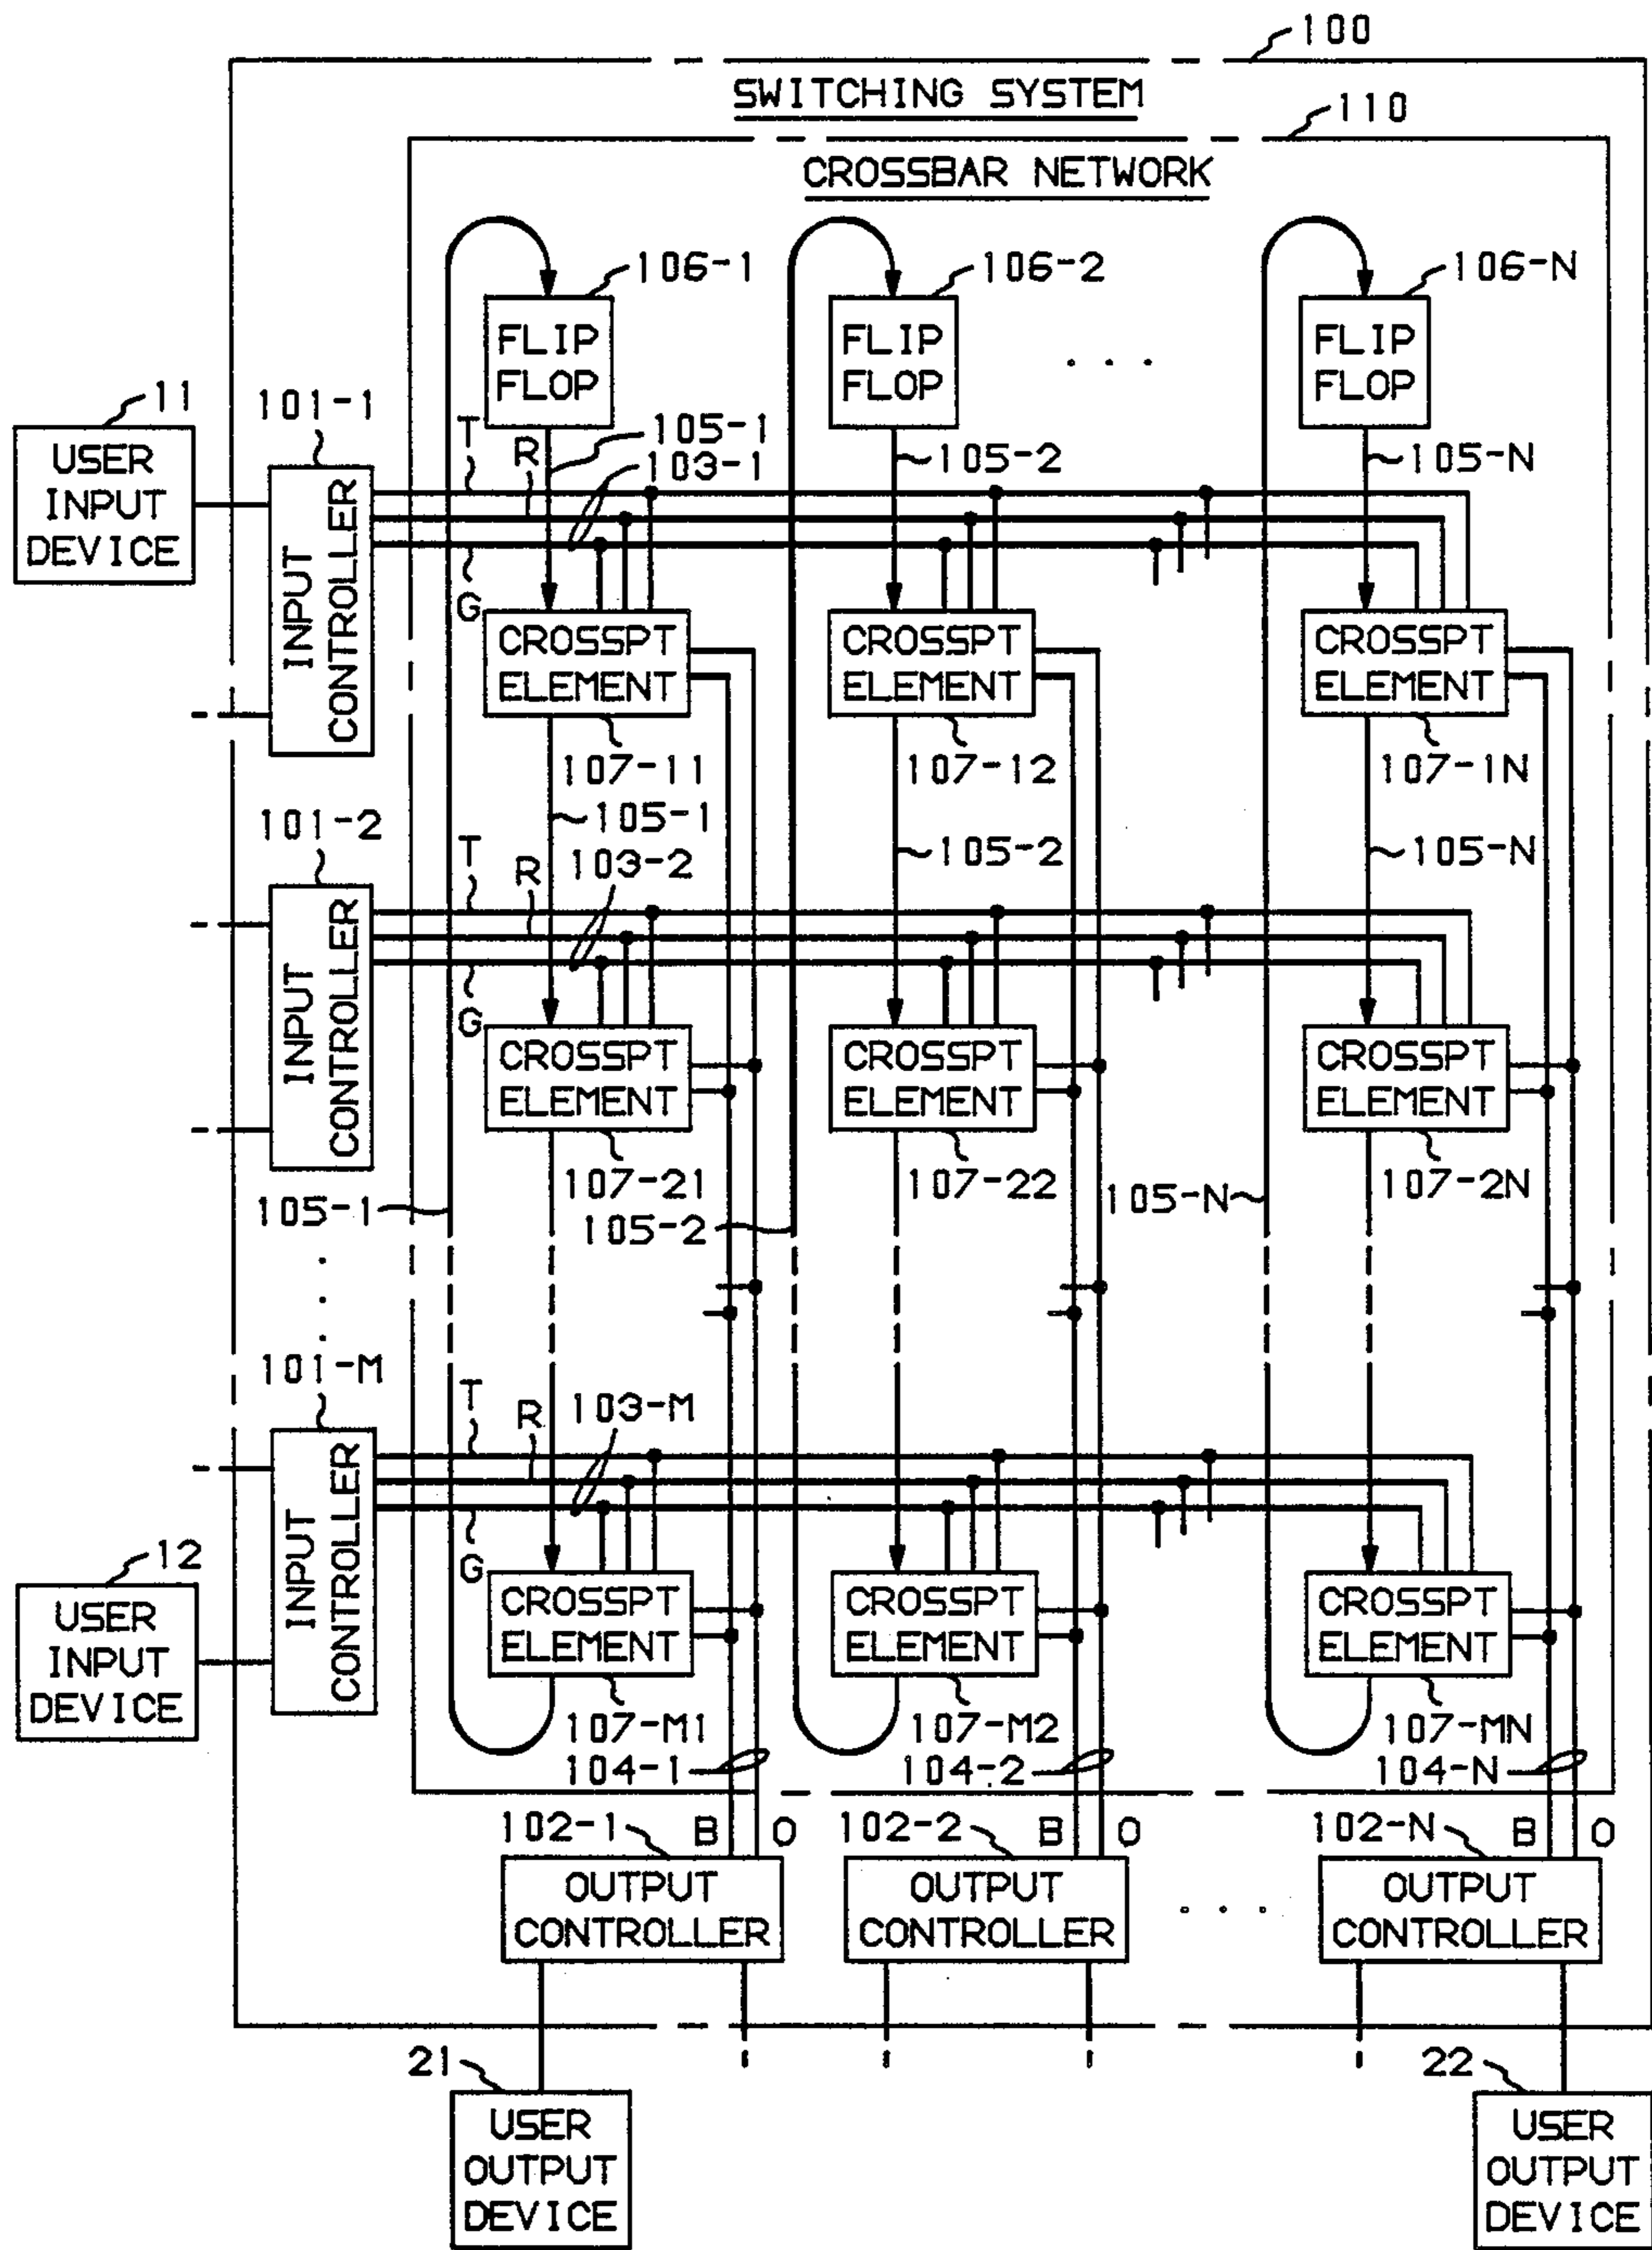 100
SWITCHING SYSTEM
110
CROSSBAR NETWORK
106-1
106-2
106-N
FLIP
FLOP
FLIP
FLOP
. . .
FLIP
FLOP
11
USER
INPUT
DEVICE
101-1
INPUT
CONTROLLER
T
R
G
105-1
103-1
105-2
105-N
CROSSPT
ELEMENT
CROSSPT
ELEMENT
CROSSPT
ELEMENT
107-11
107-12
107-1N
105-1
105-2
105-N
101-2
INPUT
CONTROLLER
T
R
G
103-2
CROSSPT
ELEMENT
CROSSPT
ELEMENT
CROSSPT
ELEMENT
107-21
107-22
107-2N
105-1
105-2
105-N
101-M
INPUT
CONTROLLER
T
R
G
103-M
12
USER
INPUT
DEVICE
CROSSPT
ELEMENT
CROSSPT
ELEMENT
CROSSPT
ELEMENT
107-M1
107-M2
107-MN
104-1
104-2
104-N
102-1
B O
102-2
B O
102-N
B O
OUTPUT
CONTROLLER
OUTPUT
CONTROLLER
. . .
OUTPUT
CONTROLLER
21
USER
OUTPUT
DEVICE
22
USER
OUTPUT
DEVICE